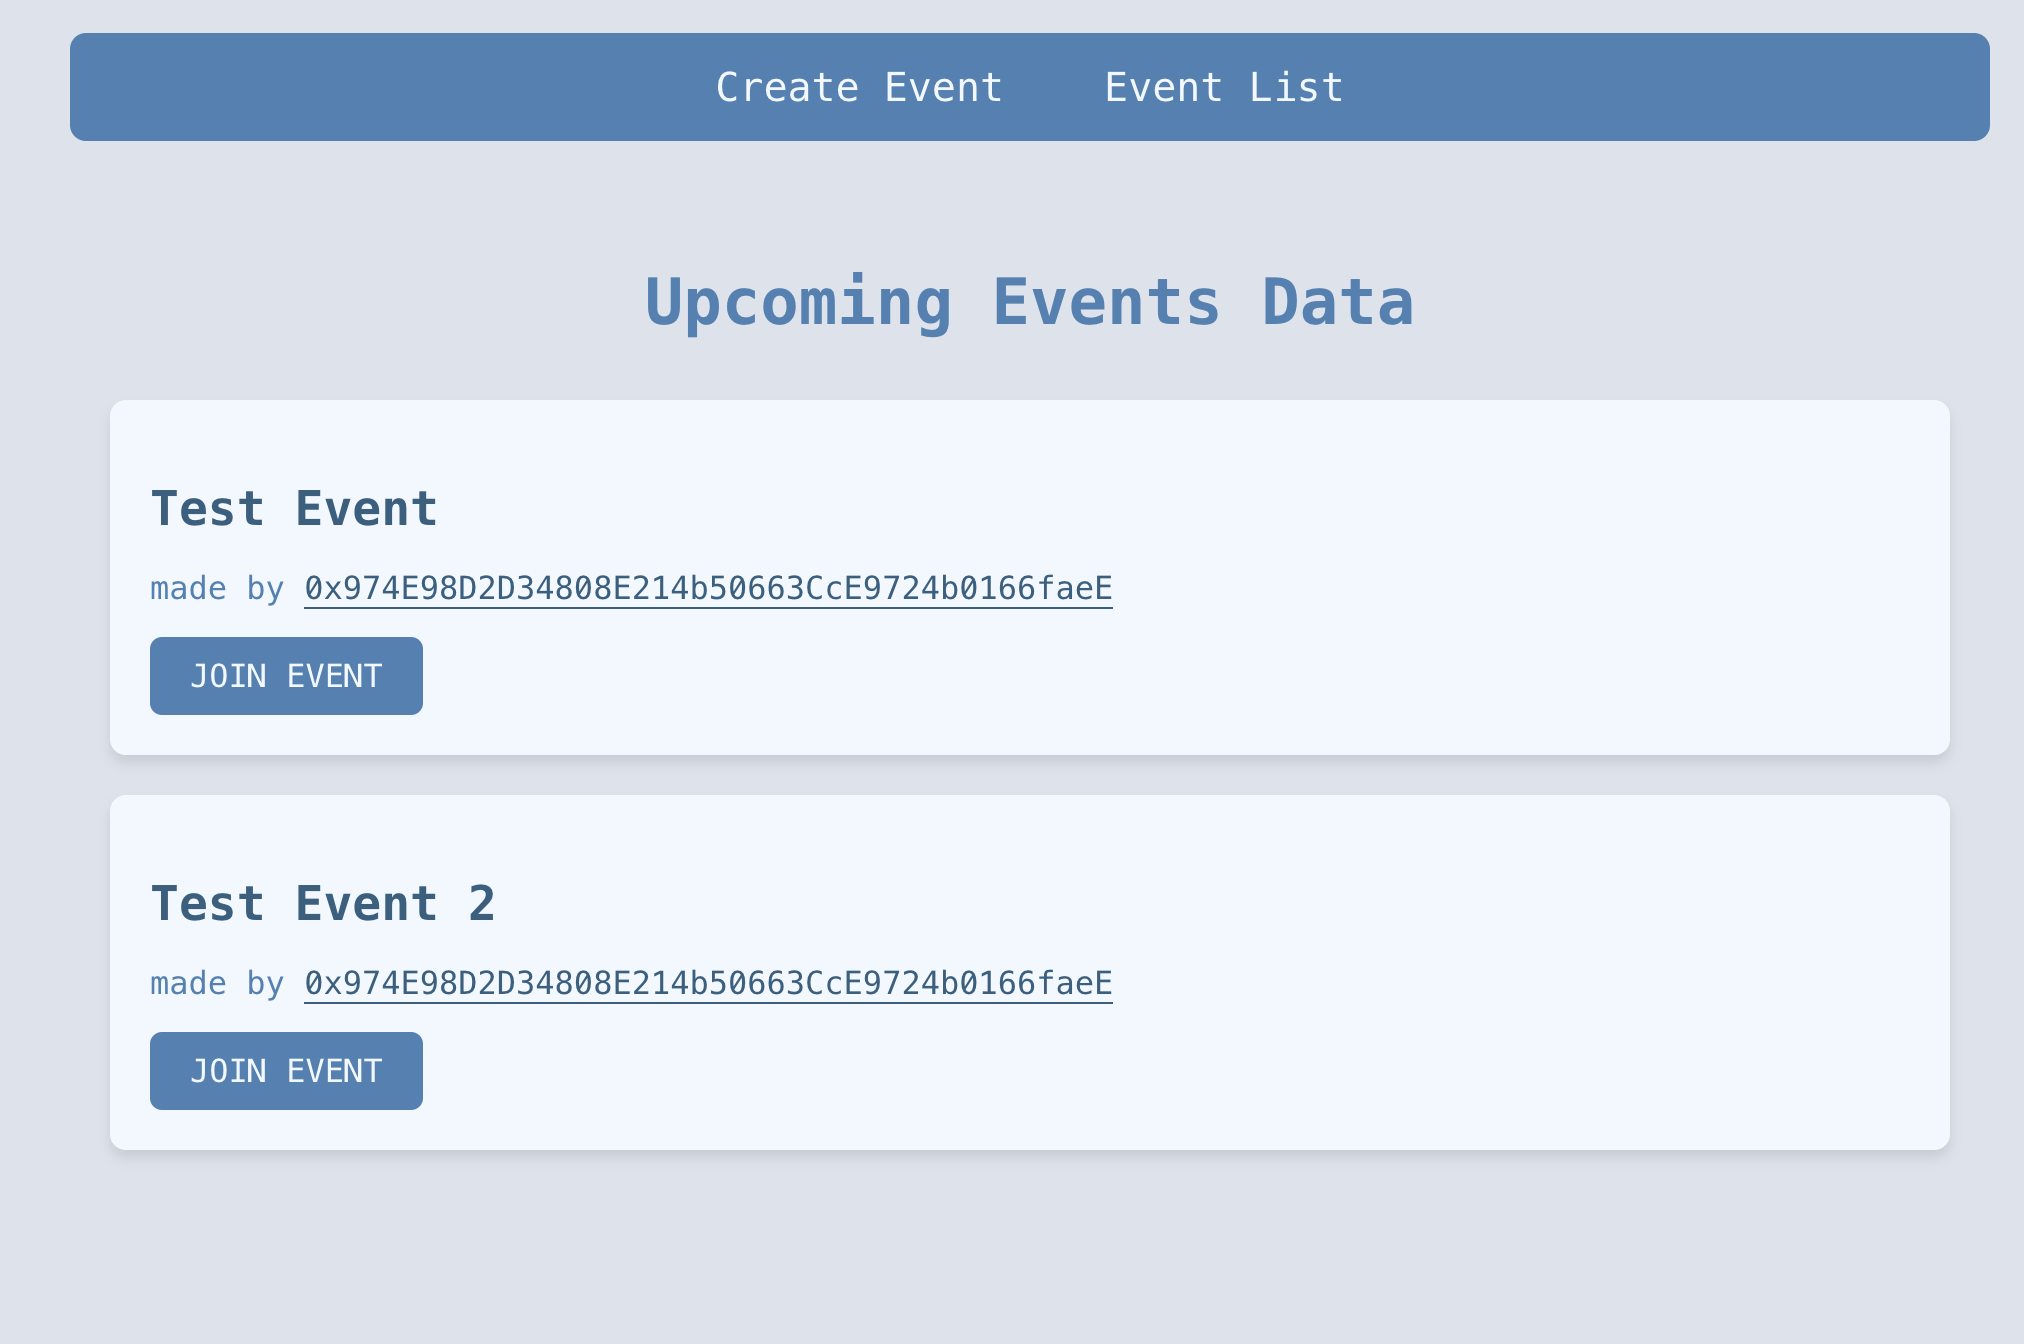 Create Event Event List
Upcoming Events Data
Test Event
made by 0x974E98D2D34808E214b50663CcE9724b0166faeE
JOIN EVENT
Test Event 2
made by 0x974E98D2D34808E214b50663CcE9724b0166faeE
JOIN EVENT